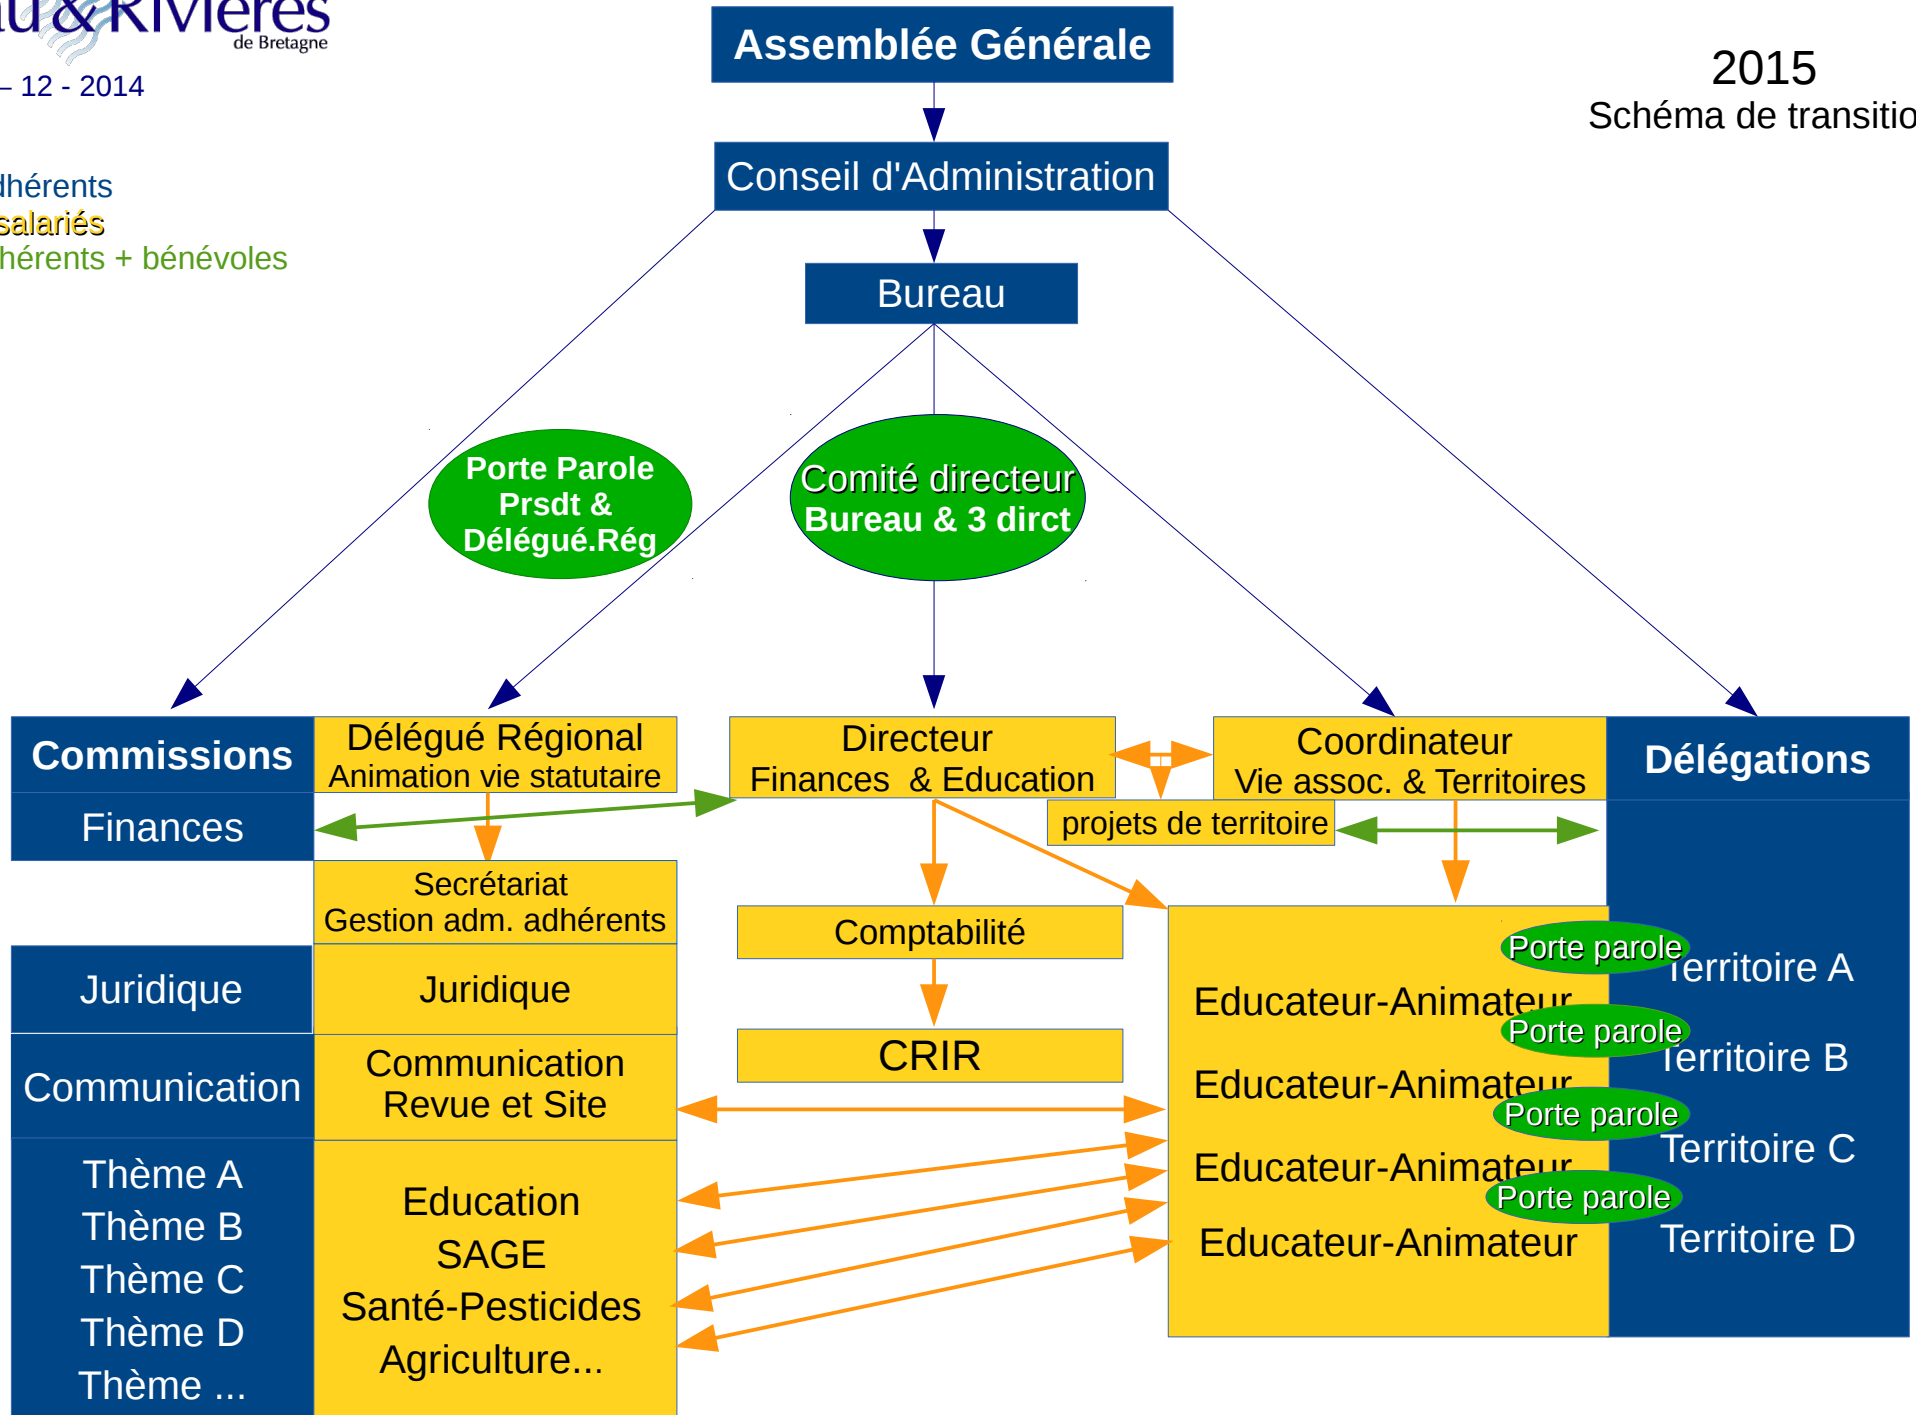 au&Rivières
de Bretagne
– 12 - 2014
2015
Schéma de transitio
dhérents
salariés
hérents + bénévoles
Assemblée Générale
Conseil d'Administration
Bureau
Porte Parole
Prsdt &
Délégué.Rég
Comité directeur
Bureau & 3 dirct
Commissions
Finances
Délégué Régional
Animation vie statutaire
Directeur
Finances & Education
Coordinateur
Vie assoc. & Territoires
Délégations
projets de territoire
Secrétariat
Gestion adm. adhérents
Comptabilité
CRIR
Juridique
Juridique
Communication
Communication
Revue et Site
Thème A
Thème B
Thème C
Thème D
Thème ...
Education
SAGE
Santé-Pesticides
Agriculture...
Porte parole
Territoire A
Educateur-Animateur
Porte parole
Territoire B
Educateur-Animateur
Porte parole
Territoire C
Educateur-Animateur
Porte parole
Territoire D
Educateur-Animateur